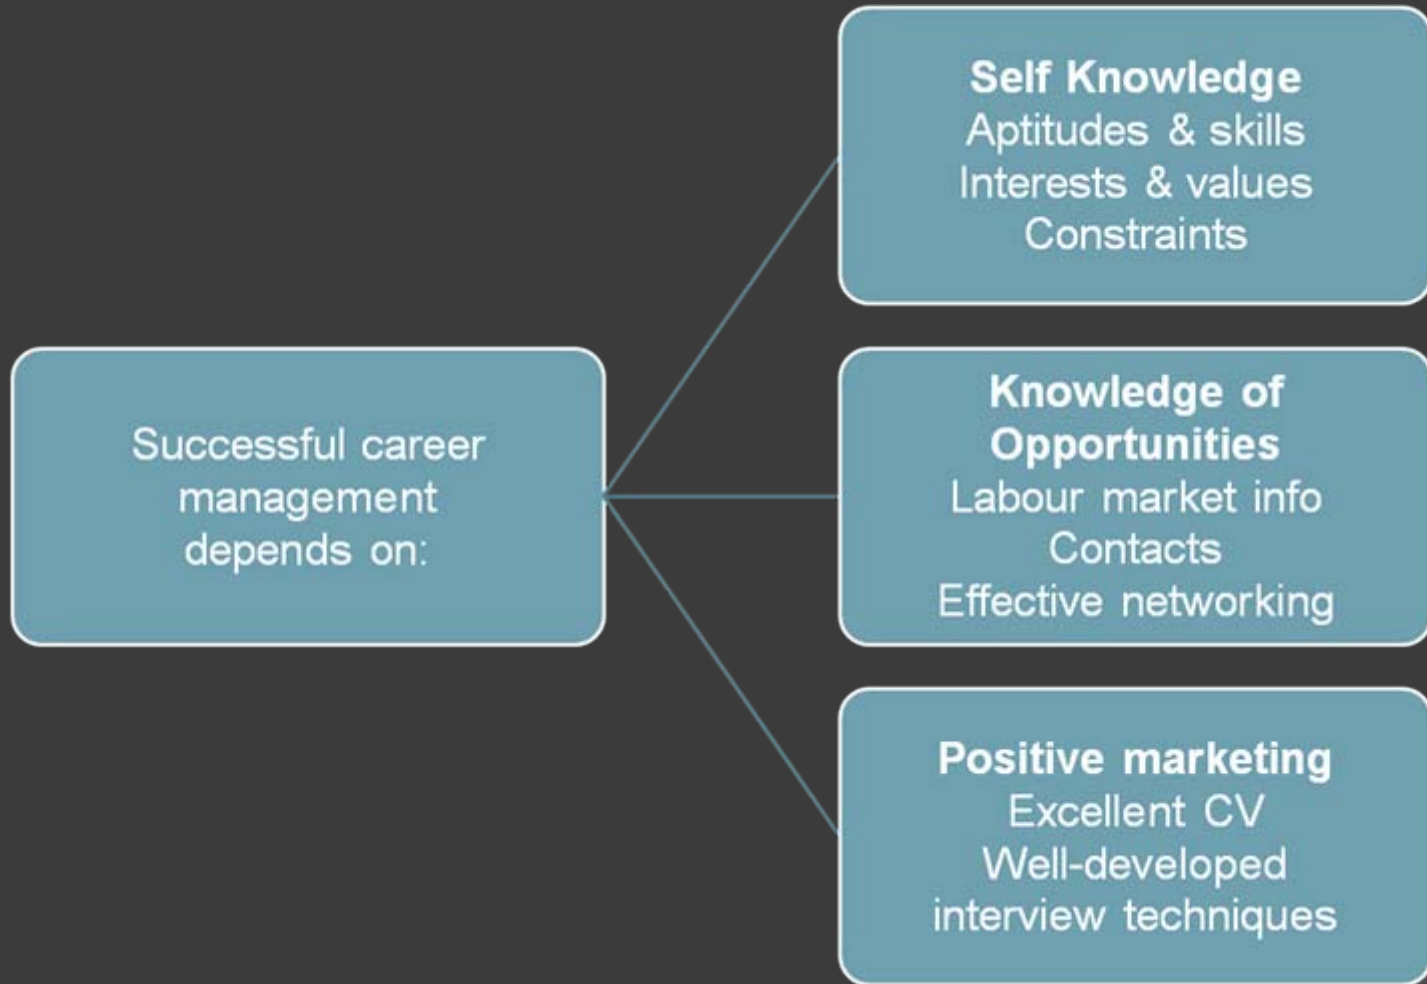 Successful career
management
depends on:
Self Knowledge
Aptitudes & skills
Interests & values
Constraints
Knowledge of
Opportunities
Labour market info
Contacts
Effective networking
Positive marketing
Excellent CV
Well-developed
interview techniques